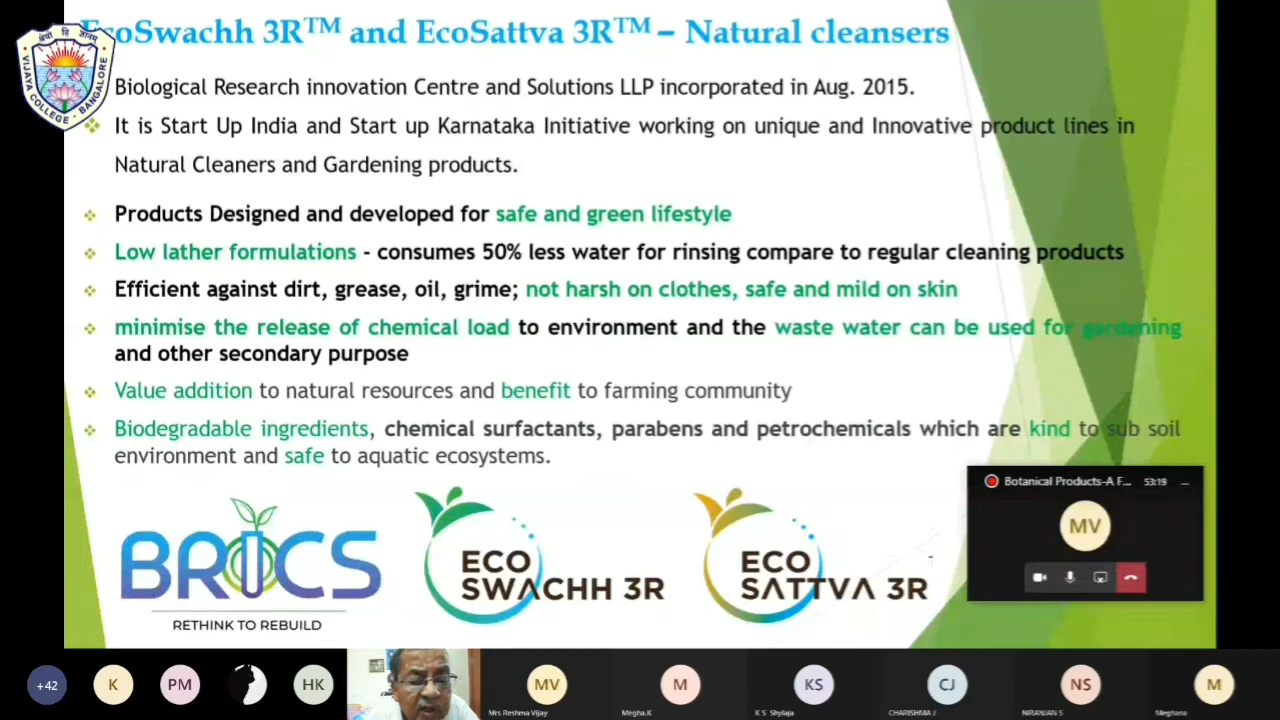 EcoSwachh 3R™ and EcoSattva 3R™ – Natural cleansers
Biological Research innovation Centre and Solutions LLP incorporated in Aug. 2015.
It is Start Up India and Start up Karnataka Initiative working on unique and Innovative product lines in
Natural Cleaners and Gardening products.
Products Designed and developed for safe and green lifestyle
Low lather formulations - consumes 50% less water for rinsing compare to regular cleaning products
Efficient against dirt, grease, oil, grime; not harsh on clothes, safe and mild on skin
minimise the release of chemical load to environment and the waste water can be used for gardening
and other secondary purpose
Value addition to natural resources and benefit to farming community
Biodegradable ingredients, chemical surfactants, parabens and petrochemicals which are kind to sub soil
environment and safe to aquatic ecosystems.
श्रेयो हि ज्ञानम्
VIJAYA COLLEGE - BANGALORE
BRICS
RETHINK TO REBUILD
ECO
SWACHH 3R
ECO
SATTVA 3R
Botanical Products-A F... 53:19
MV
+42
K
PM
HK
MV
M
KS
CJ
NS
M
Mrs Reshma Vijay
Megha.K
K S Shylaja
CHARISHMA J
NIRANJAN S
Meghana